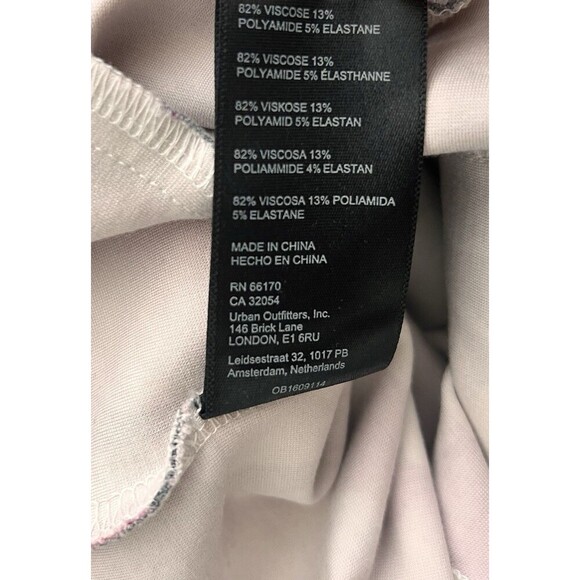 82% VISCOSE 13%
POLYAMIDE 5% ELASTANE
82% VISCOSE 13%
POLYAMIDE 5% ÉLASTHANNE
82% VISKOSE 13%
POLYAMID 5% ELASTAN
82% VISCOSA 13%
POLIAMMIDE 4% ELASTAN
82% VISCOSA 13% POLIAMIDA
5% ELASTANE
MADE IN CHINA
HECHO EN CHINA
RN 66170
CA 32054
Urban Outfitters, Inc.
146 Brick Lane
LONDON, E1 6RU
Leidsestraat 32, 1017 PB
Amsterdam, Netherlands
OB1609114